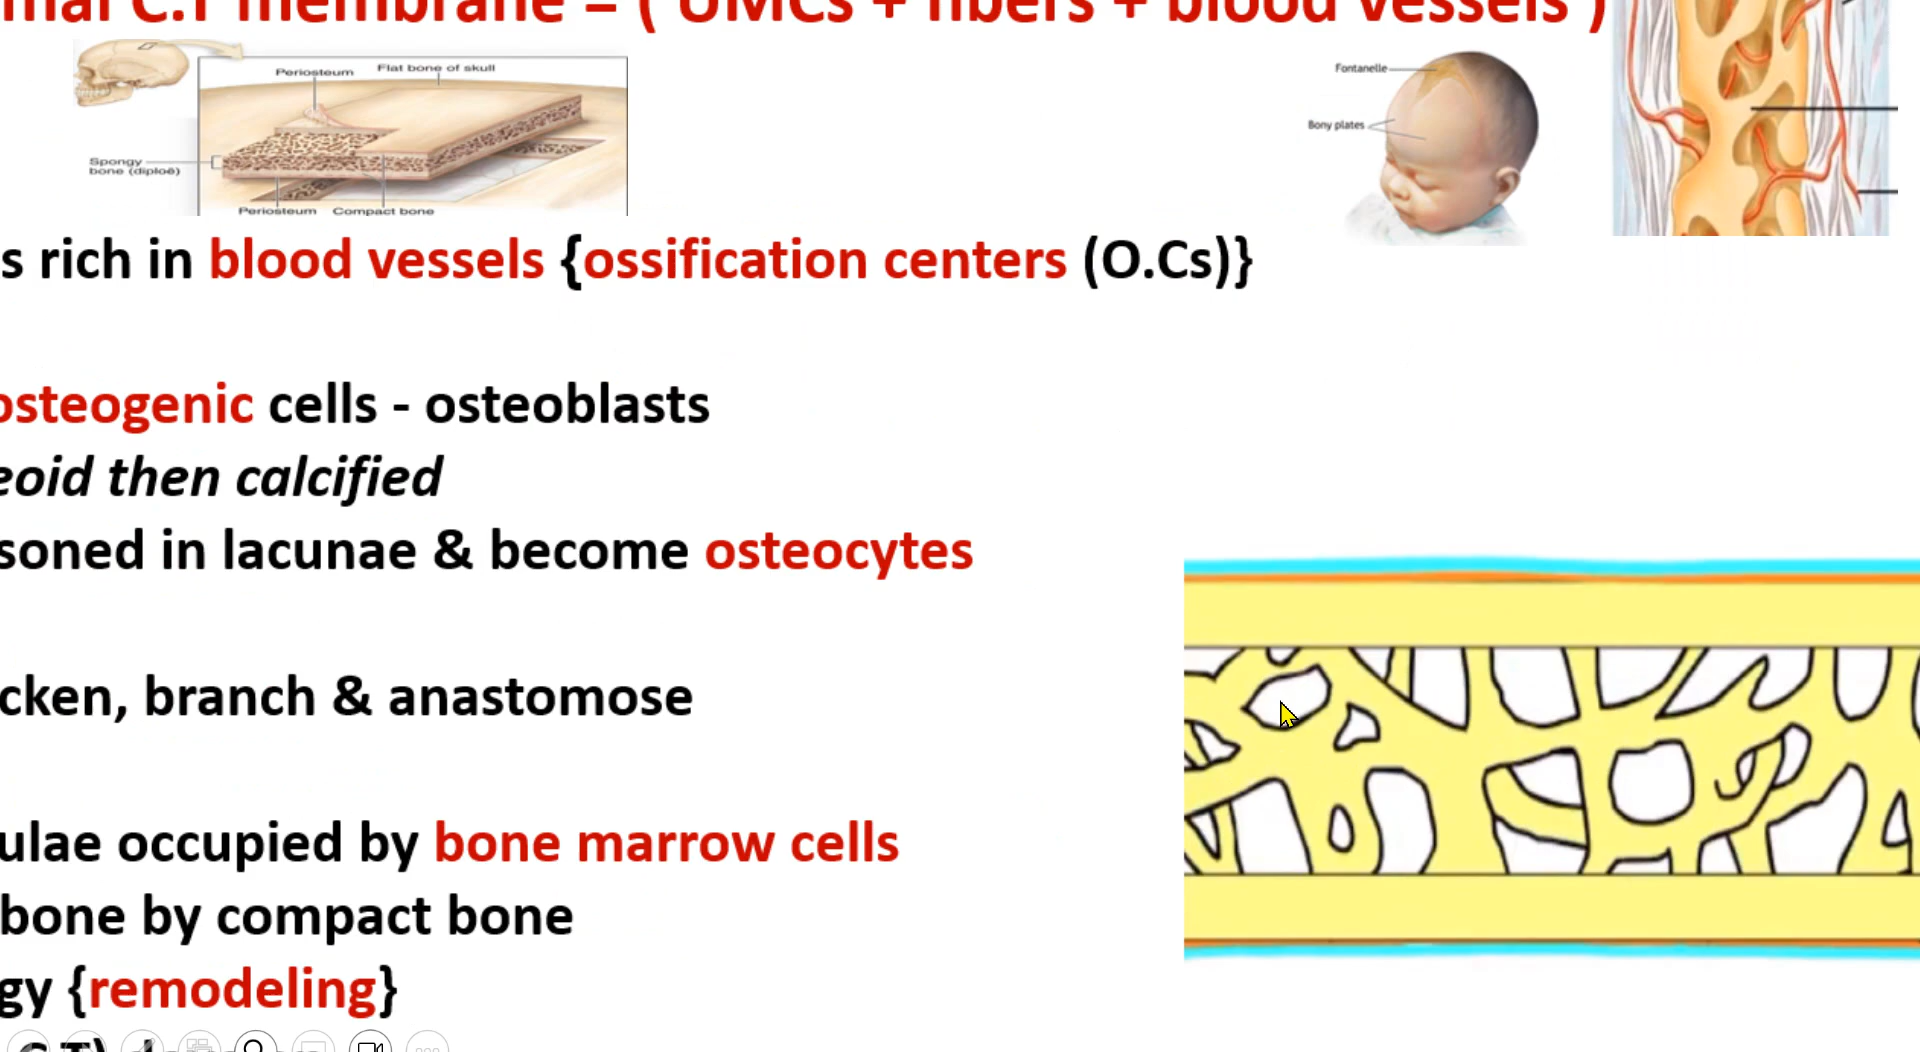 mal C.T membrane = ( UMCs + fibers + blood vessels )
Periosteum
Flat bone of skull
Spongy
bone (diploë)
Periosteum
Compact bone
Fontanelle
Bony plates
s rich in blood vessels {ossification centers (O.Cs)}
osteogenic cells - osteoblasts
eoid then calcified
soned in lacunae & become osteocytes
cken, branch & anastomose
ulae occupied by bone marrow cells
bone by compact bone
gy {remodeling}